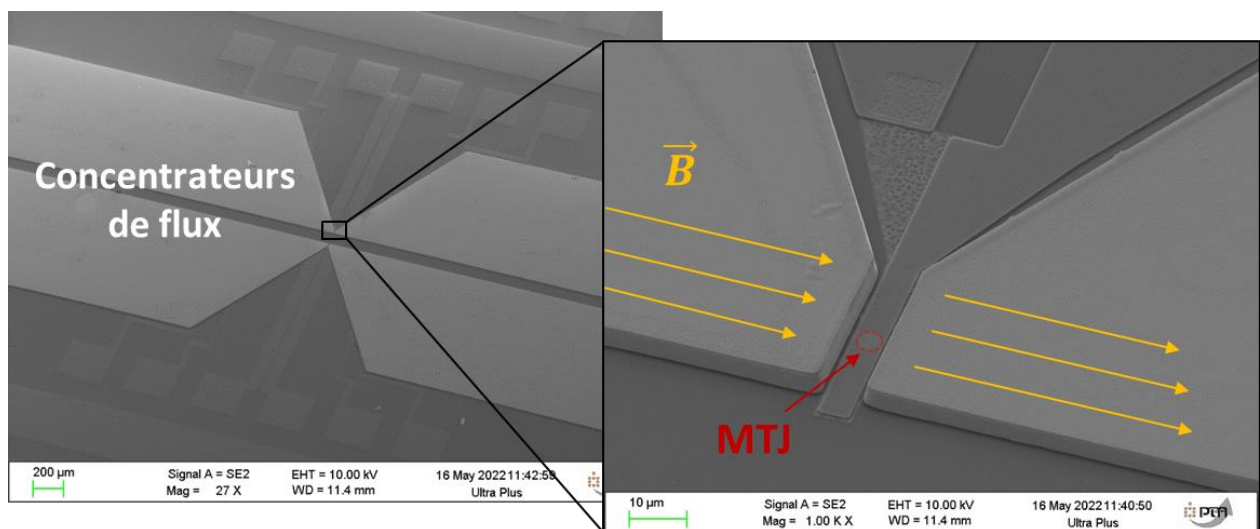 Concentrateurs
de flux
B
MTJ
200 µm
Signal A = SE2
EHT = 10.00 kV
16 May 2022 11:42:59
Mag = 27 X
WD = 11.4 mm
Ultra Plus
10 µm
Signal A = SE2
EHT = 10.00 kV
16 May 2022 11:40:50
Mag = 1.00 K X
WD = 11.4 mm
Ultra Plus
PTA